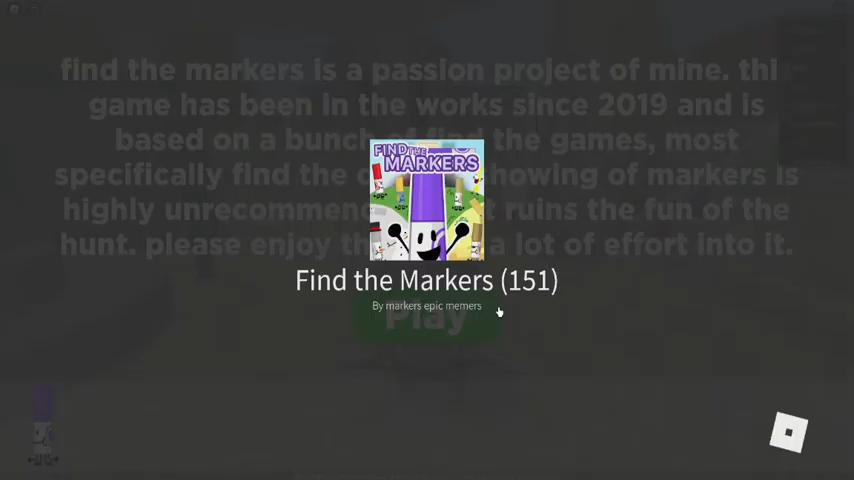 find the markers is a passion project of mine. thi
game has been in the works since 2019 and is
based on a bunch the games, most
specifically find the howing of markers is
highly unrecommen ruins the fun of the
hunt. please enjoy th a lot of effort into it.
FIND THE
MARKERS
Find the Markers (151)
By markers epic memers
Play